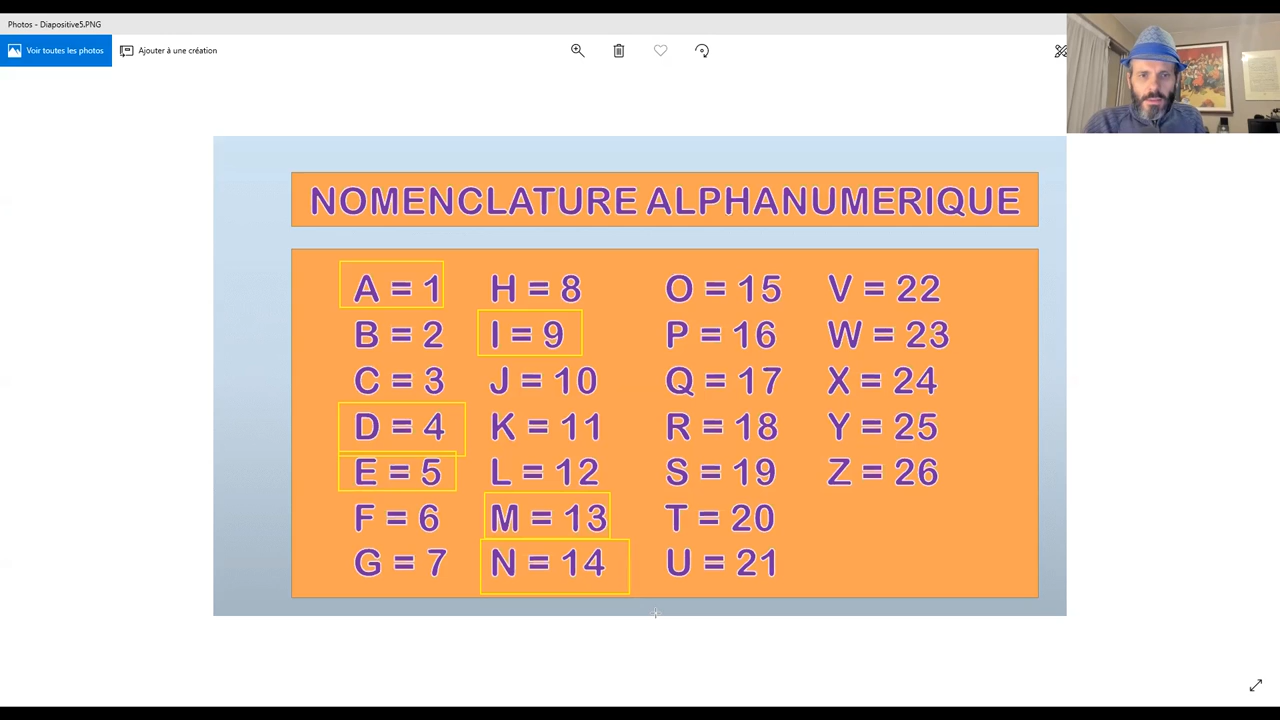 Photos - Diapositive5.PNG
Voir toutes les photos
Ajouter à une création
NOMENCLATURE ALPHANUMERIQUE
A = 1
B = 2
C = 3
D = 4
E = 5
F = 6
G = 7
H = 8
I = 9
J = 10
K = 11
L = 12
M = 13
N = 14
O = 15
P = 16
Q = 17
R = 18
S = 19
T = 20
U = 21
V = 22
W = 23
X = 24
Y = 25
Z = 26